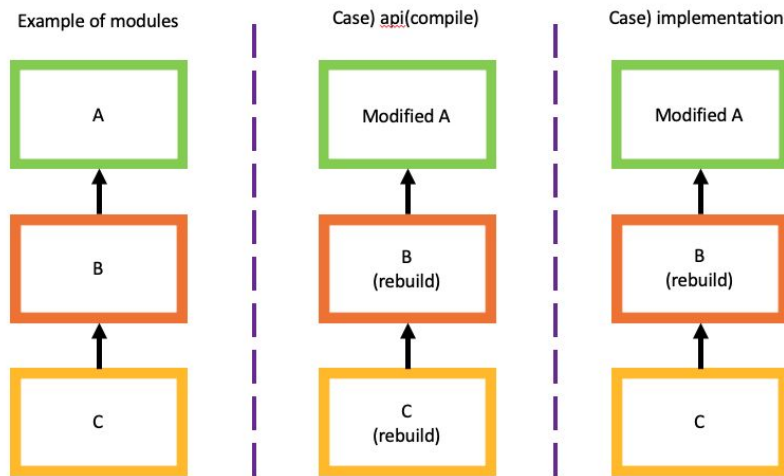 Example of modules
A
B
C
Case) api(compile)
Modified A
B
(rebuild)
C
(rebuild)
Case) implementation
Modified A
B
(rebuild)
C